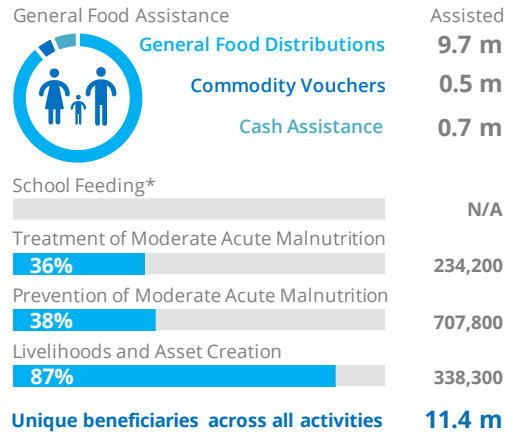 General Food Assistance Assisted
General Food Distributions 9.7 m
Commodity Vouchers 0.5 m
Cash Assistance 0.7 m
School Feeding*
N/A
Treatment of Moderate Acute Malnutrition
36% 234,200
Prevention of Moderate Acute Malnutrition
38% 707,800
Livelihoods and Asset Creation
87% 338,300
Unique beneficiaries across all activities 11.4 m